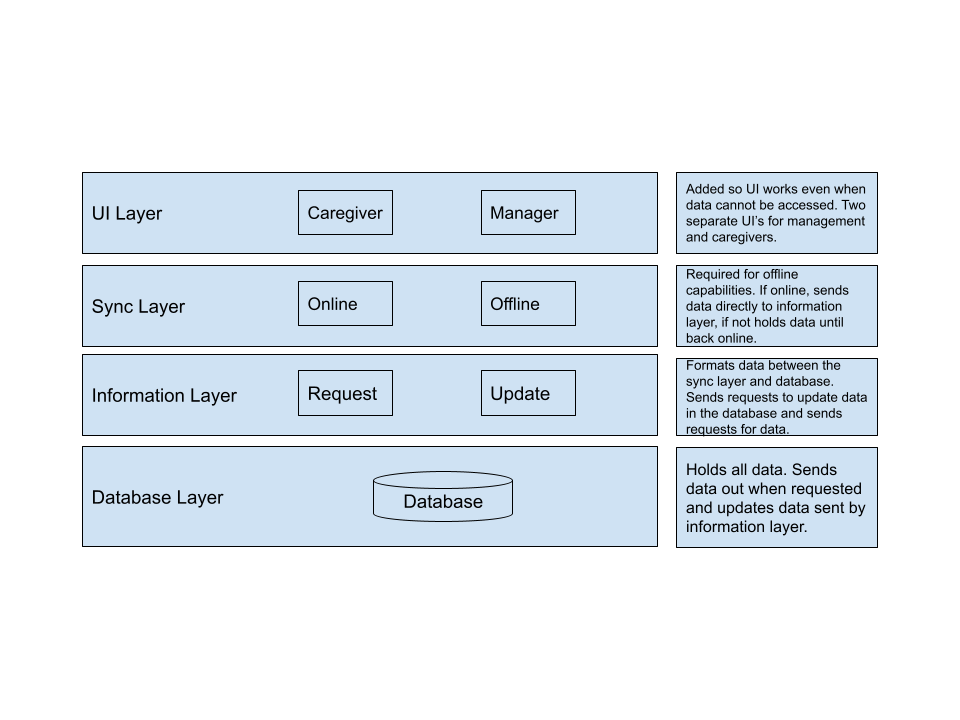 UI Layer
Caregiver
Manager
Added so UI works even when
data cannot be accessed. Two
separate UI's for management
and caregivers.
Sync Layer
Online
Offline
Required for offline
capabilities. If online, sends
data directly to information
layer, if not holds data until
back online.
Information Layer
Request
Update
Formats data between the
sync layer and database.
Sends requests to update data
in the database and sends
requests for data.
Database Layer
Database
Holds all data. Sends
data out when requested
and updates data sent by
information layer.